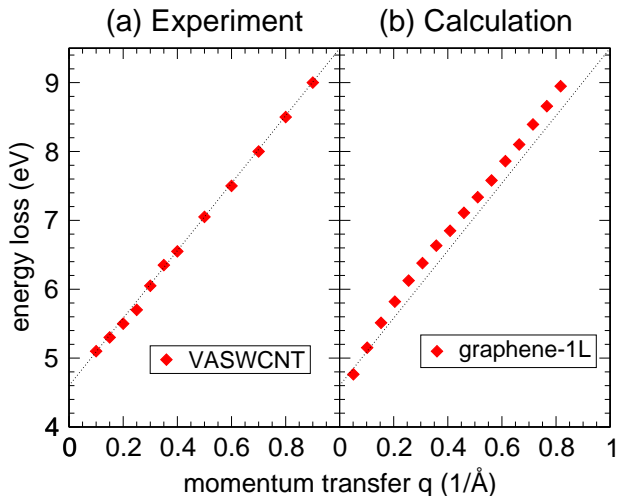 (a) Experiment (b) Calculation
9
8
7
6
5
4
energy loss (eV)
VASWCNT
graphene-1L
0 0.2 0.4 0.6 0.8 0 0.2 0.4 0.6 0.8 1
momentum transfer q (1/Å)